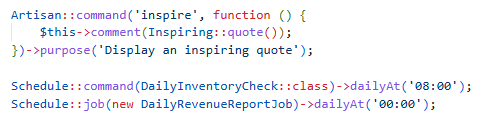 Artisan::command('inspire', function () {
    $this->comment(Inspiring::quote());
})->purpose('Display an inspiring quote');

Schedule::command(DailyInventoryCheck::class)->dailyAt('08:00');
Schedule::job(new DailyRevenueReportJob)->dailyAt('00:00');